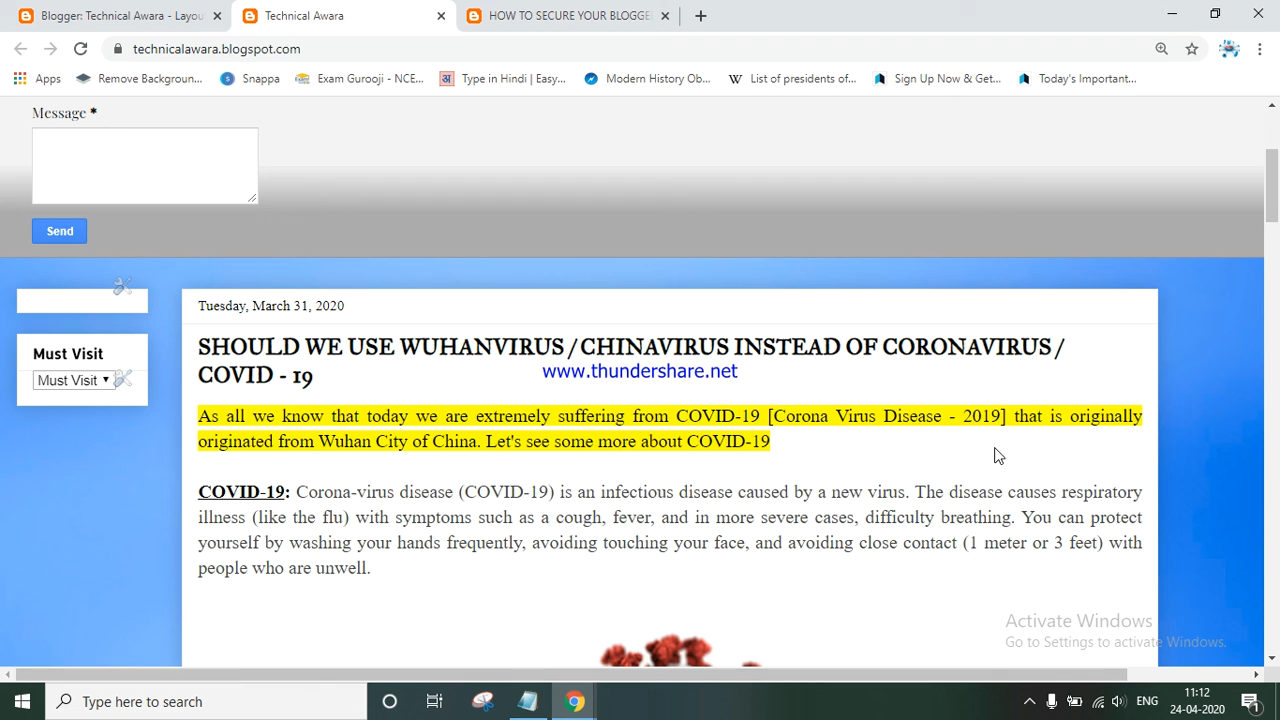 Blogger: Technical Awara - Layou
Technical Awara
HOW TO SECURE YOUR BLOGGER
technicalawara.blogspot.com
Apps
Remove Backgroun...
Snappa
Exam Gurooji - NCE...
Type in Hindi | Easy...
Modern History Ob...
List of presidents of...
Sign Up Now & Get...
Today's Important...
Message *
Send
Must Visit
Must Visit
Tuesday, March 31, 2020
SHOULD WE USE WUHANVIRUS / CHINAVIRUS INSTEAD OF CORONAVIRUS /
COVID - 19
www.thundershare.net
As all we know that today we are extremely suffering from COVID-19 [Corona Virus Disease - 2019] that is originally
originated from Wuhan City of China. Let's see some more about COVID-19
COVID-19: Corona-virus disease (COVID-19) is an infectious disease caused by a new virus. The disease causes respiratory
illness (like the flu) with symptoms such as a cough, fever, and in more severe cases, difficulty breathing. You can protect
yourself by washing your hands frequently, avoiding touching your face, and avoiding close contact (1 meter or 3 feet) with
people who are unwell.
Activate Windows
Go to Settings to activate Windows.
Type here to search
ENG
11:12
24-04-2020
1